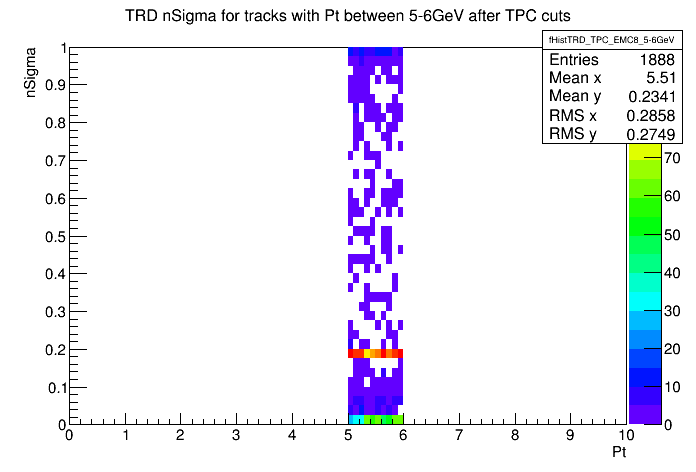 TRD nSigma for tracks with Pt between 5-6GeV after TPC cuts
fHistTRD_TPC_EMC8_5-6GeV
Entries 1888
Mean x 5.51
Mean y 0.2341
RMS x 0.2858
RMS y 0.2749
nSigma
1
0.9
0.8
0.7
0.6
0.5
0.4
0.3
0.2
0.1
0
0 1 2 3 4 5 6 7 8 9 10
Pt
70
60
50
40
30
20
10
0